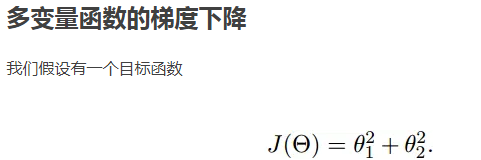 多变量函数的梯度下降
我们假设有一个目标函数
J(Θ) = θ₁² + θ₂².